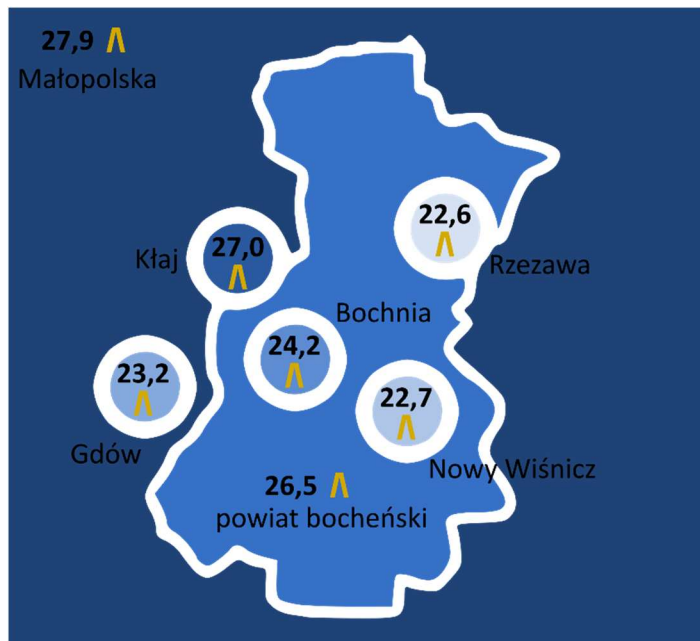 27,9
Małopolska
22,6
Rzezawa
27,0
Kłaj
Bochnia
24,2
23,2
Gdów
22,7
Nowy Wiśnicz
26,5
powiat bocheński